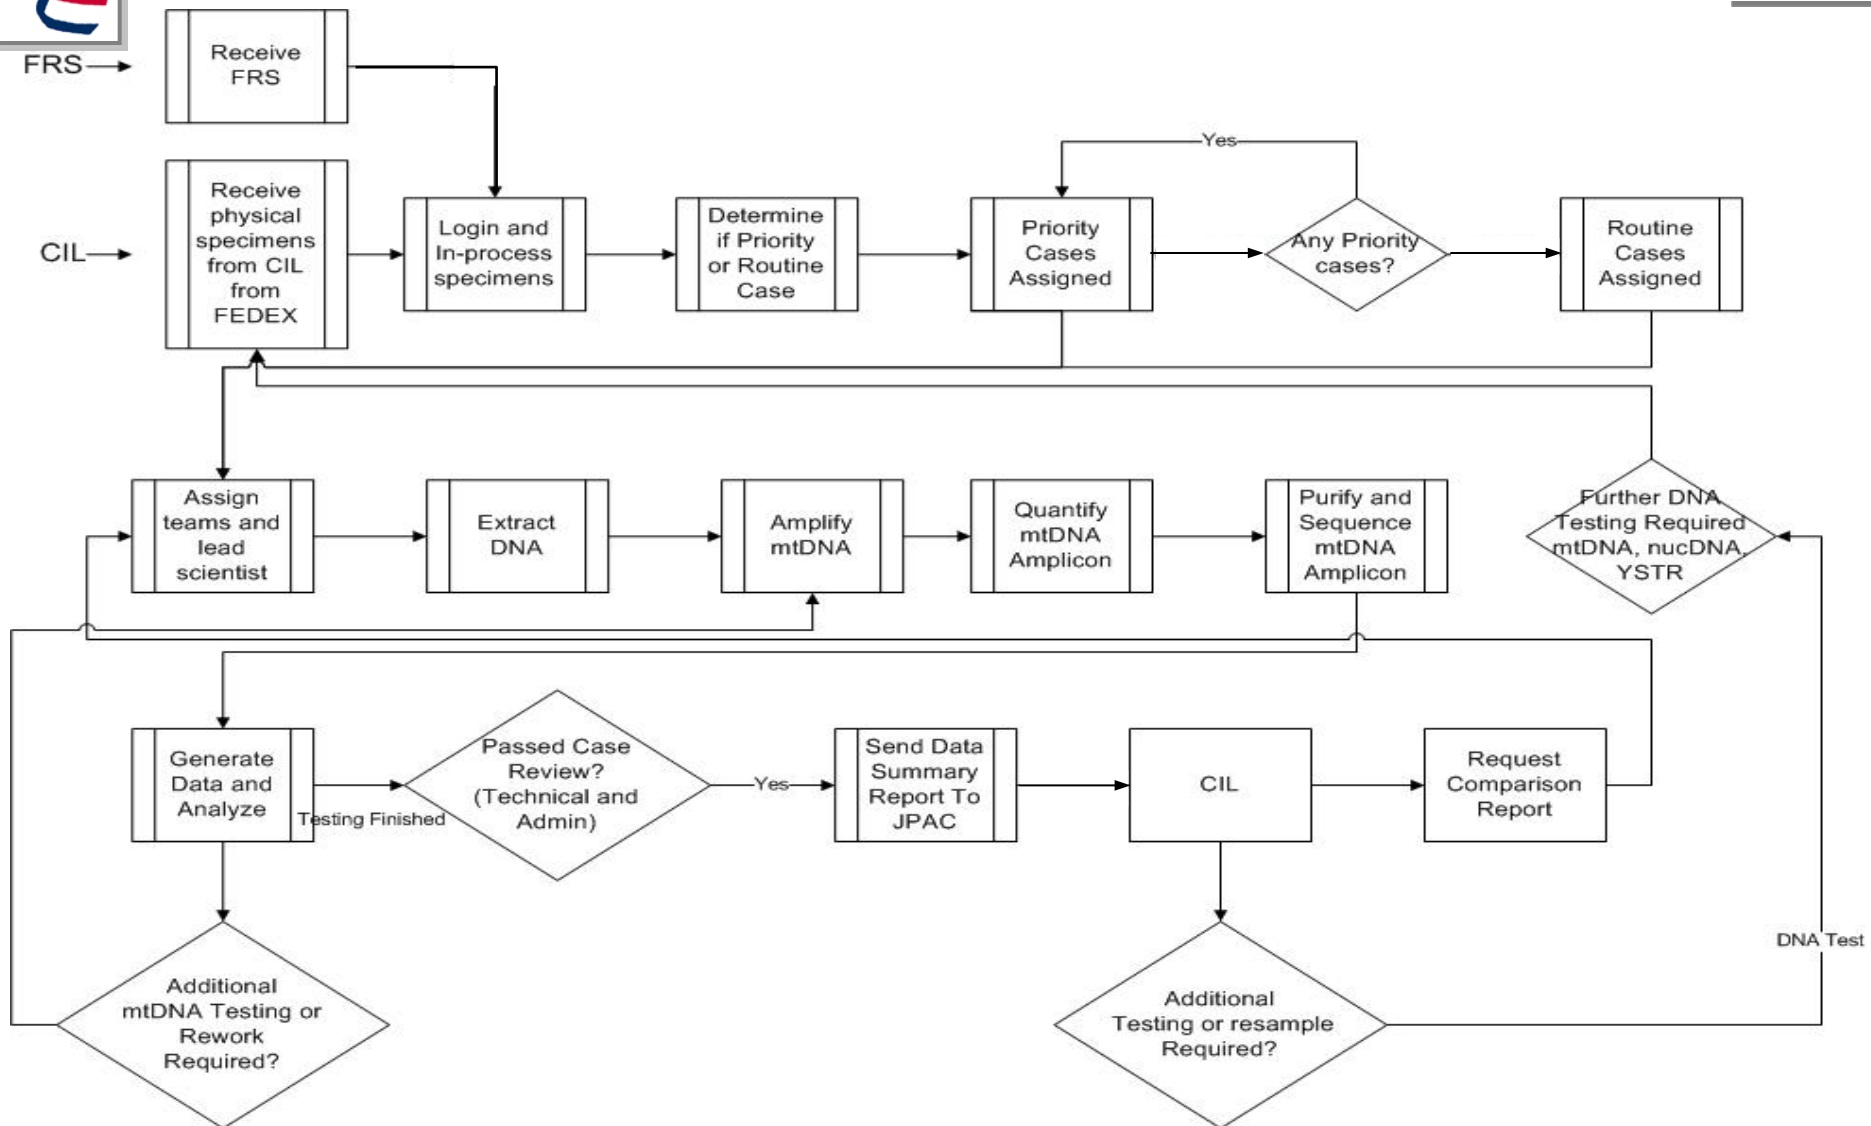 FRS
Receive
FRS
Yes
CIL
Receive
physical
specimens
from CIL
from
FEDEX
Login and
In-process
specimens
Determine
if Priority
or Routine
Case
Priority
Cases
Assigned
Any Priority
cases?
Routine
Cases
Assigned
Assign
teams and
lead
scientist
Extract
DNA
Amplify
mtDNA
Quantify
mtDNA
Amplicon
Purify and
Sequence
mtDNA
Amplicon
Further DNA
Testing Required
mtDNA, nucDNA,
YSTR
Generate
Data and
Analyze
Testing Finished
Passed Case
Review?
(Technical and
Admin)
Yes
Send Data
Summary
Report To
JPAC
CIL
Request
Comparison
Report
DNA Test
Additional
mtDNA Testing or
Rework
Required?
Additional
Testing or resample
Required?